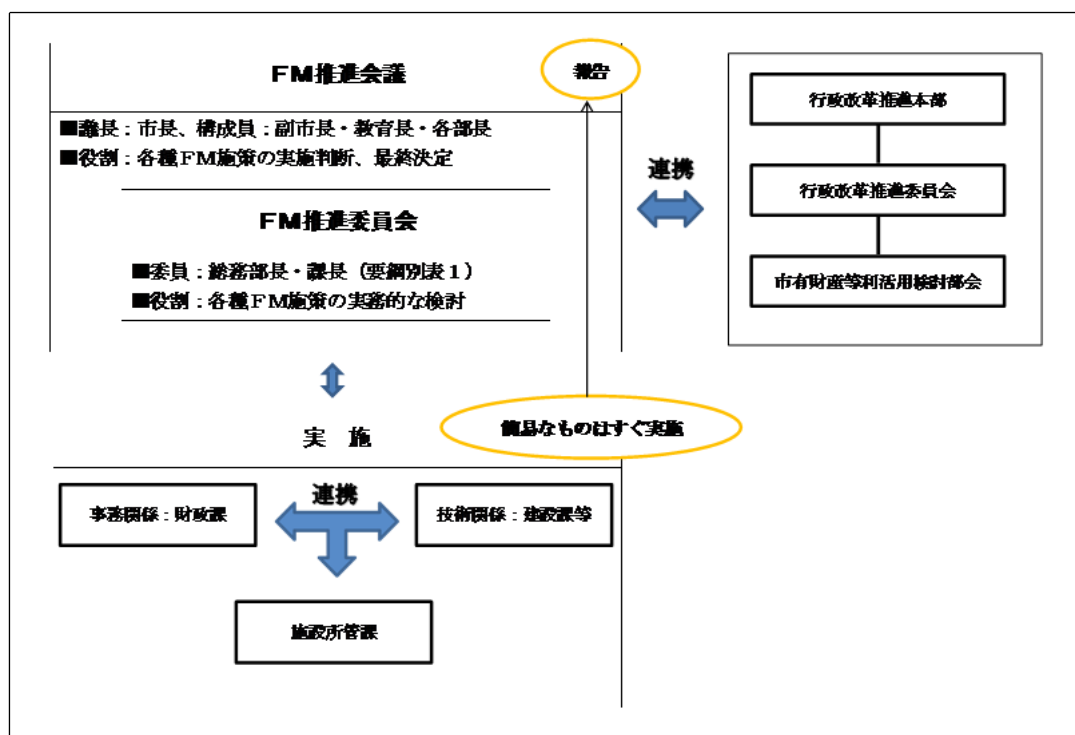 FM推進会議
報告
■議長：市長、構成員：副市長・教育長・各部長
■役割：各種FM施策の実施判断、最終決定
FM推進委員会
■委員：総務部長・課長（要綱別表１）
■役割：各種FM施策の実務的な検討
連携
行政改革推進本部
行政改革推進委員会
市有財産等利活用検討部会
簡易なものはすぐ実施
実　施
事務関係：財政課
連携
技術関係：建設課等
施設所管課